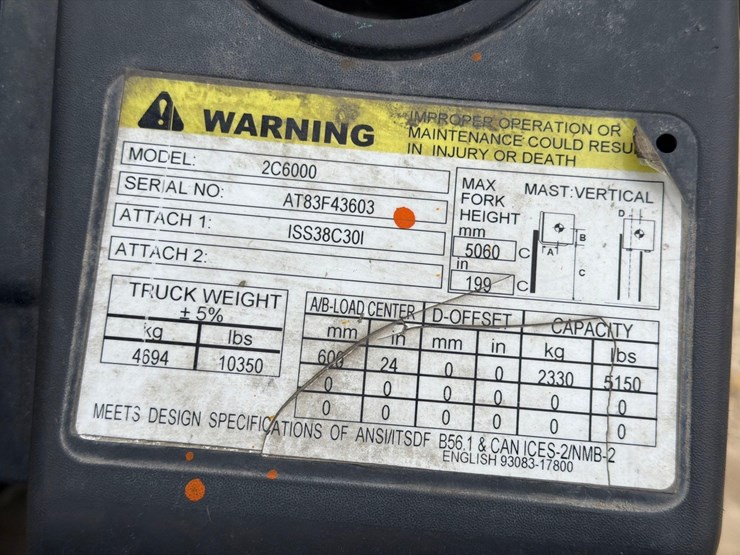 WARNING
IMPROPER OPERATION OR
MAINTENANCE COULD RESU
IN INJURY OR DEATH
MODEL: 2C6000
SERIAL NO: AT83F43603
ATTACH 1: ISS38C30I
ATTACH 2:
MAX FORK HEIGHT
mm
5060 C
in
199 C
MAST:VERTICAL
D
B
A
C
TRUCK WEIGHT
± 5%
kg lbs
4694 10350
A/B-LOAD CENTER D-OFFSET CAPACITY
mm in mm in kg lbs
600 24 0 0 2330 5150
0 0 0 0 0 0
0 0 0 0 0 0
MEETS DESIGN SPECIFICATIONS OF ANSI/ITSDF B56.1 & CAN ICES-2/NMB-2
ENGLISH 93083-17800